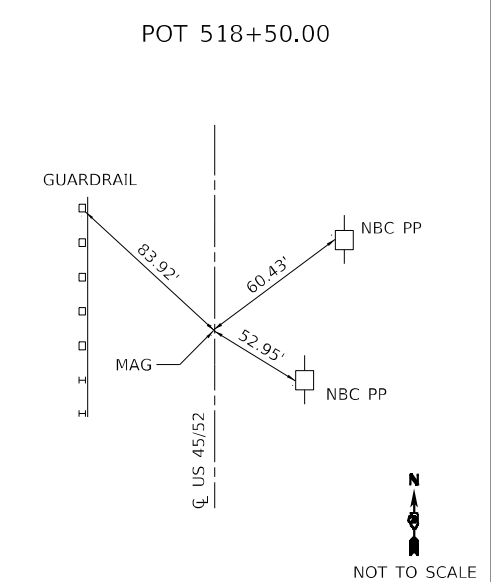 POT 518+50.00
GUARDRAIL
NBC PP
83.92'
60.43'
52.95'
MAG
NBC PP
℄ US 45/52
N
NOT TO SCALE